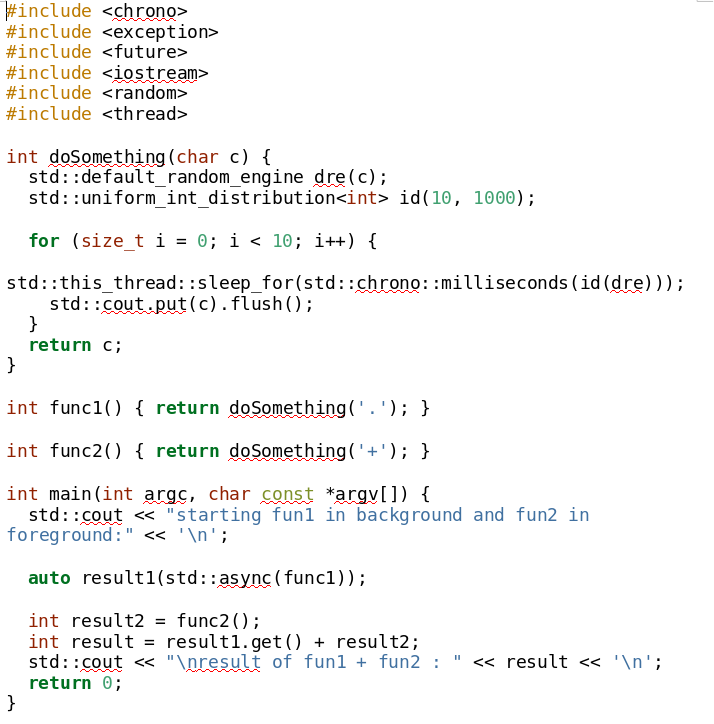 #include <chrono>
#include <exception>
#include <future>
#include <iostream>
#include <random>
#include <thread>

int doSomething(char c) {
  std::default_random_engine dre(c);
  std::uniform_int_distribution<int> id(10, 1000);

  for (size_t i = 0; i < 10; i++) {

std::this_thread::sleep_for(std::chrono::milliseconds(id(dre)));
    std::cout.put(c).flush();
  }
  return c;
}

int func1() { return doSomething('.'); }

int func2() { return doSomething('+'); }

int main(int argc, char const *argv[]) {
  std::cout << "starting fun1 in background and fun2 in
foreground:" << '\n';

  auto result1(std::async(func1));

  int result2 = func2();
  int result = result1.get() + result2;
  std::cout << "\nresult of fun1 + fun2 : " << result << '\n';
  return 0;
}